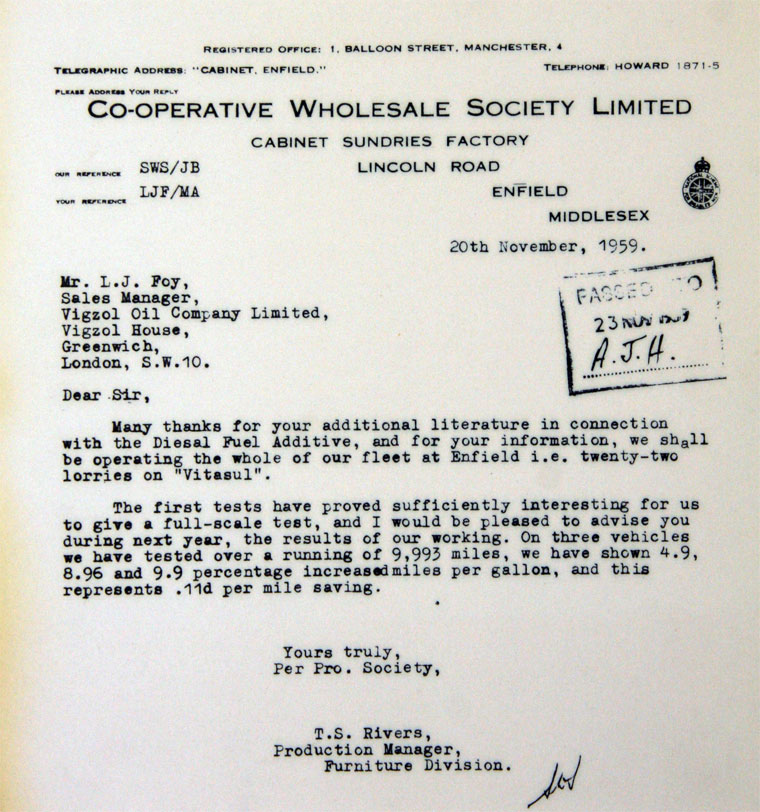 REGISTERED OFFICE: 1, BALLOON STREET, MANCHESTER, 4
TELEGRAPHIC ADDRESS: "CABINET, ENFIELD."
TELEPHONE: HOWARD 1871-5
PLEASE ADDRESS YOUR REPLY
CO-OPERATIVE WHOLESALE SOCIETY LIMITED
CABINET SUNDRIES FACTORY
OUR REFERENCE SWS/JB
LINCOLN ROAD
YOUR REFERENCE LJF/MA
ENFIELD
MIDDLESEX
20th November, 1959.
Mr. L.J. Foy,
Sales Manager,
Vigzol Oil Company Limited,
Vigzol House,
Greenwich,
London, S.W.10.
PASSED TO
23 NOV 1959
A.J.H.
Dear Sir,
Many thanks for your additional literature in connection
with the Diesal Fuel Additive, and for your information, we shall
be operating the whole of our fleet at Enfield i.e. twenty-two
lorries on "Vitasul".
The first tests have proved sufficiently interesting for us
to give a full-scale test, and I would be pleased to advise you
during next year, the results of our working. On three vehicles
we have tested over a running of 9,993 miles, we have shown 4.9,
8.96 and 9.9 percentage increased miles per gallon, and this
represents .11d per mile saving.
Yours truly,
Per Pro. Society,
T.S. Rivers,
Production Manager,
Furniture Division.